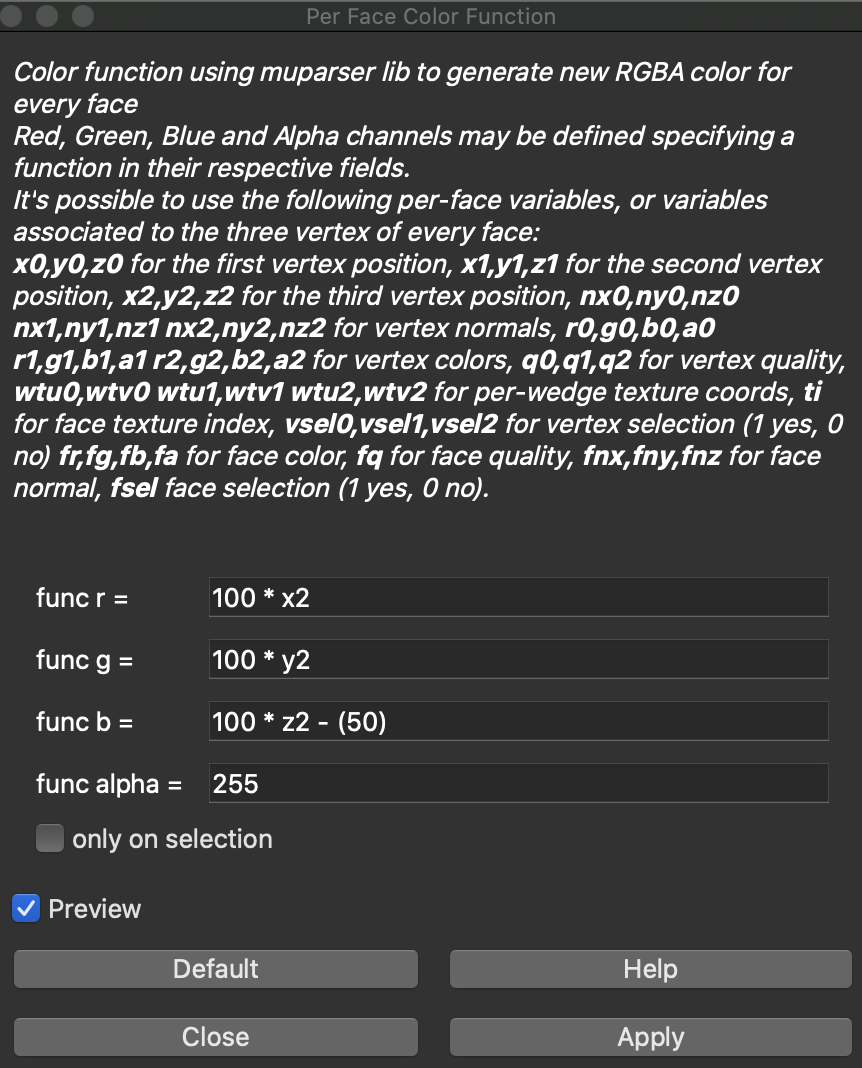 Per Face Color Function
Color function using muparser lib to generate new RGBA color for
every face
Red, Green, Blue and Alpha channels may be defined specifying a
function in their respective fields.
It's possible to use the following per-face variables, or variables
associated to the three vertex of every face:
x0,y0,z0 for the first vertex position, x1,y1,z1 for the second vertex
position, x2,y2,z2 for the third vertex position, nx0,ny0,nz0
nx1,ny1,nz1 nx2,ny2,nz2 for vertex normals, r0,g0,b0,a0
r1,g1,b1,a1 r2,g2,b2,a2 for vertex colors, q0,q1,q2 for vertex quality,
wtu0,wtv0 wtu1,wtv1 wtu2,wtv2 for per-wedge texture coords, ti
for face texture index, vsel0,vsel1,vsel2 for vertex selection (1 yes, 0
no) fr,fg,fb,fa for face color, fq for face quality, fnx,fny,fnz for face
normal, fsel face selection (1 yes, 0 no).
func r = 100 * x2
func g = 100 * y2
func b = 100 * z2 - (50)
func alpha = 255
only on selection
Preview
Default Help
Close Apply